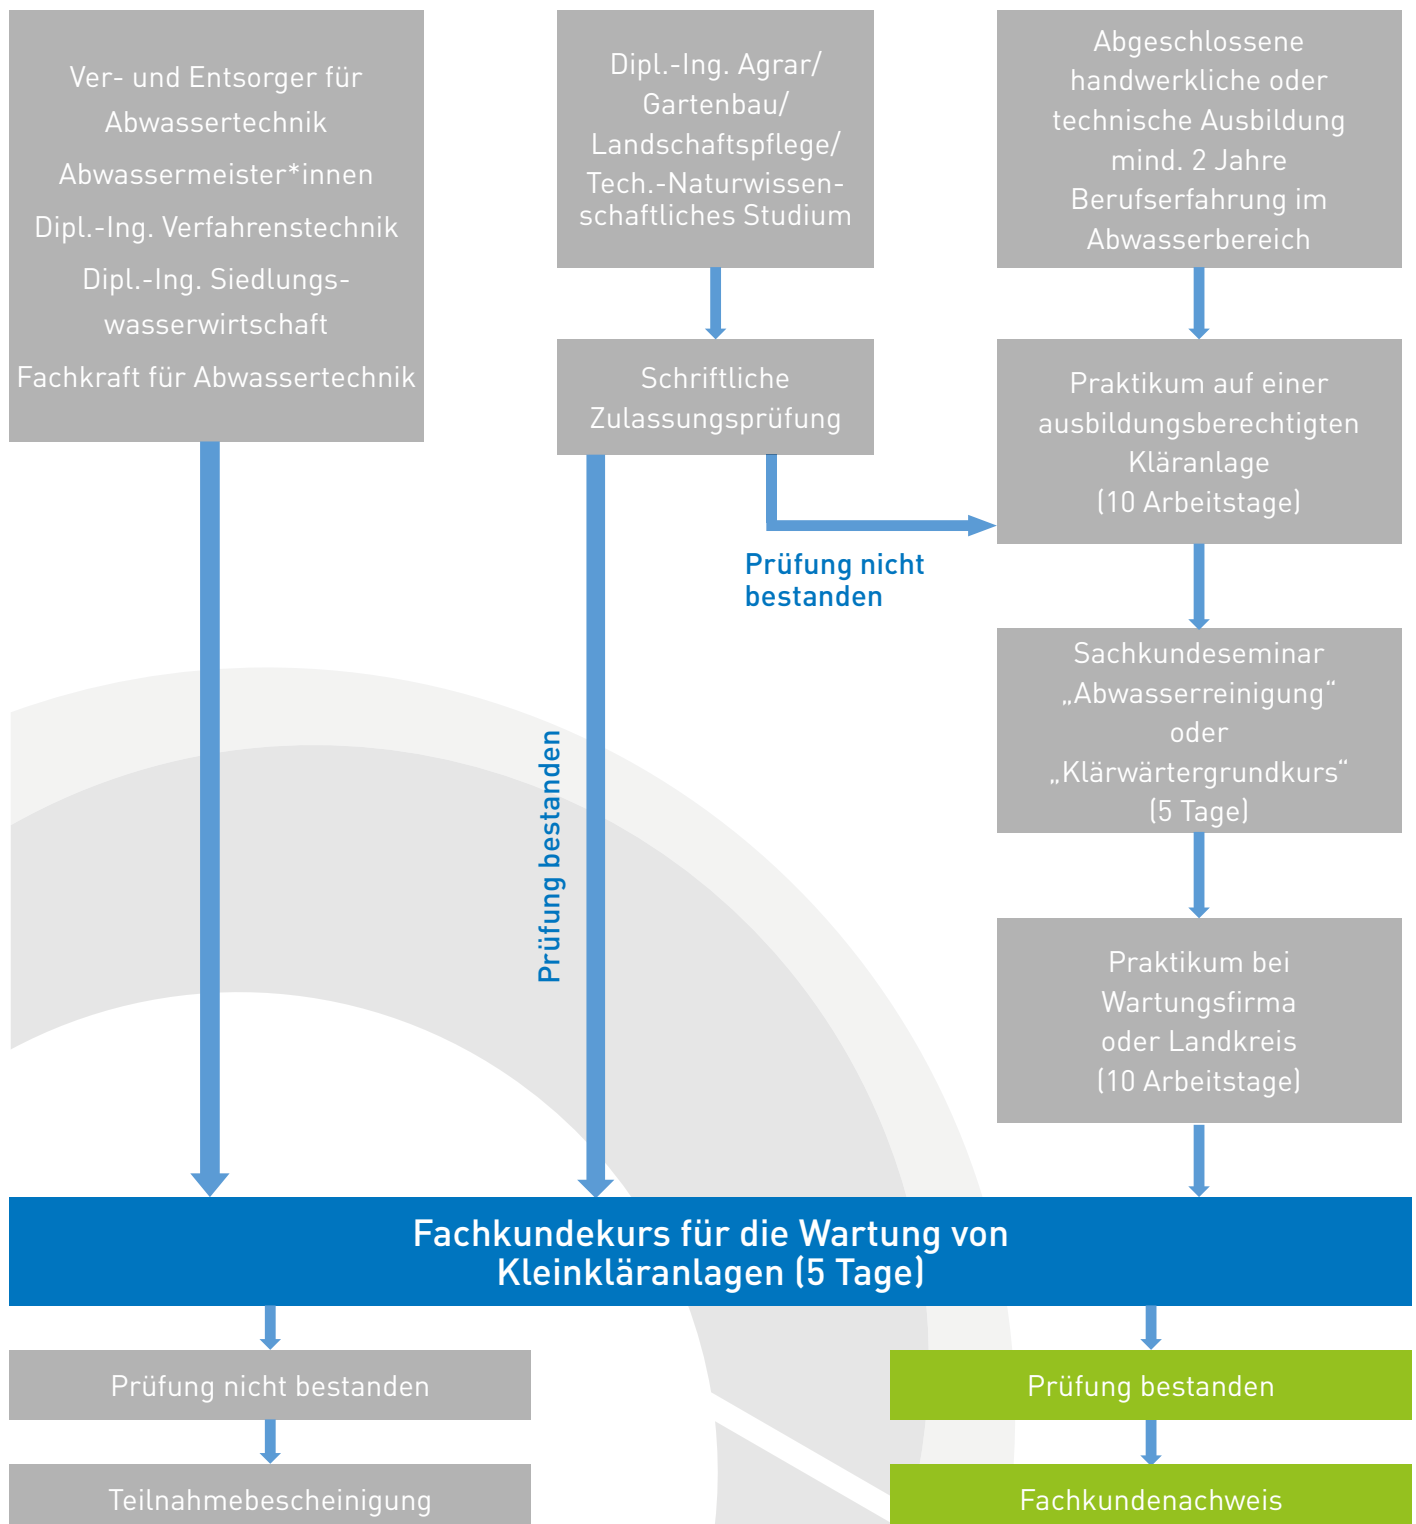 Ver- und Entsorger für
Abwassertechnik
Abwassermeister*innen
Dipl.-Ing. Verfahrenstechnik
Dipl.-Ing. Siedlungs-
wasserwirtschaft
Fachkraft für Abwassertechnik
Dipl.-Ing. Agrar/
Gartenbau/
Landschaftspflege/
Tech.-Naturwissen-
schaftliches Studium
Schriftliche
Zulassungsprüfung
Prüfung nicht
bestanden
Prüfung bestanden
Abgeschlossene
handwerkliche oder
technische Ausbildung
mind. 2 Jahre
Berufserfahrung im
Abwasserbereich
Praktikum auf einer
ausbildungsberechtigten
Kläranlage
(10 Arbeitstage)
Sachkundeseminar
„Abwasserreinigung“
oder
„Klärwärtergrundkurs“
(5 Tage)
Praktikum bei
Wartungsfirma
oder Landkreis
(10 Arbeitstage)
Fachkundekurs für die Wartung von
Kleinkläranlagen (5 Tage)
Prüfung nicht bestanden
Teilnahmebescheinigung
Prüfung bestanden
Fachkundenachweis